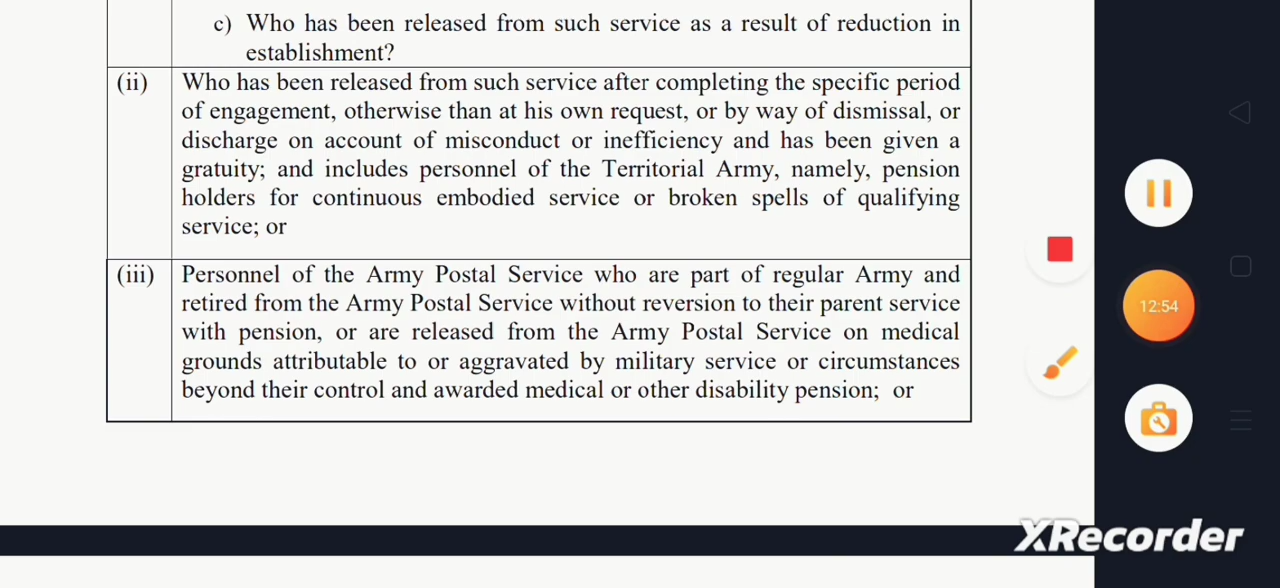 c) Who has been released from such service as a result of reduction in
establishment?
(ii) Who has been released from such service after completing the specific period
of engagement, otherwise than at his own request, or by way of dismissal, or
discharge on account of misconduct or inefficiency and has been given a
gratuity; and includes personnel of the Territorial Army, namely, pension
holders for continuous embodied service or broken spells of qualifying
service; or
(iii) Personnel of the Army Postal Service who are part of regular Army and
retired from the Army Postal Service without reversion to their parent service
with pension, or are released from the Army Postal Service on medical
grounds attributable to or aggravated by military service or circumstances
beyond their control and awarded medical or other disability pension; or
12:54
XRecorder